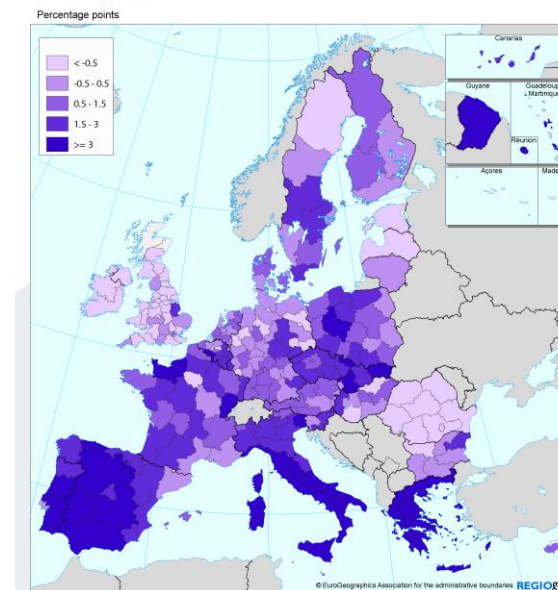 Percentage points
< -0.5
-0.5 - 0.5
0.5 - 1.5
1.5 - 3
>= 3
Canarias
Guyane
Martinique
Réunion
Açores
© EuroGeographics Association for the administrative boundaries